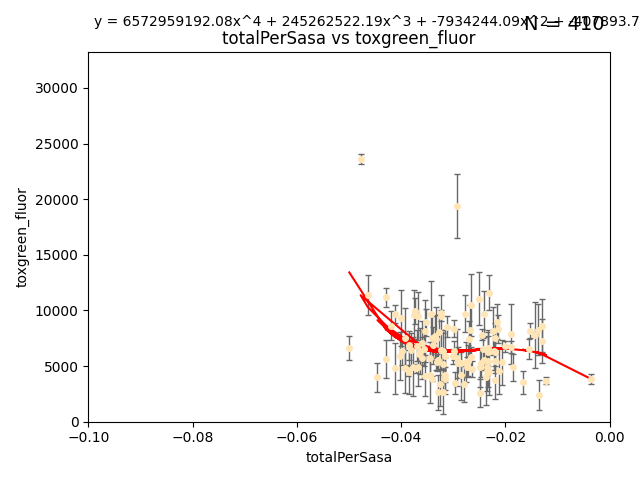 y = 6572959192.08x^4 + 245262522.19x^3 + -7934244.09x^2 + -407893.7
N = 410
totalPerSasa vs toxgreen_fluor
30000
25000
20000
15000
10000
5000
0
toxgreen_fluor
−0.10 −0.08 −0.06 −0.04 −0.02 0.00
totalPerSasa